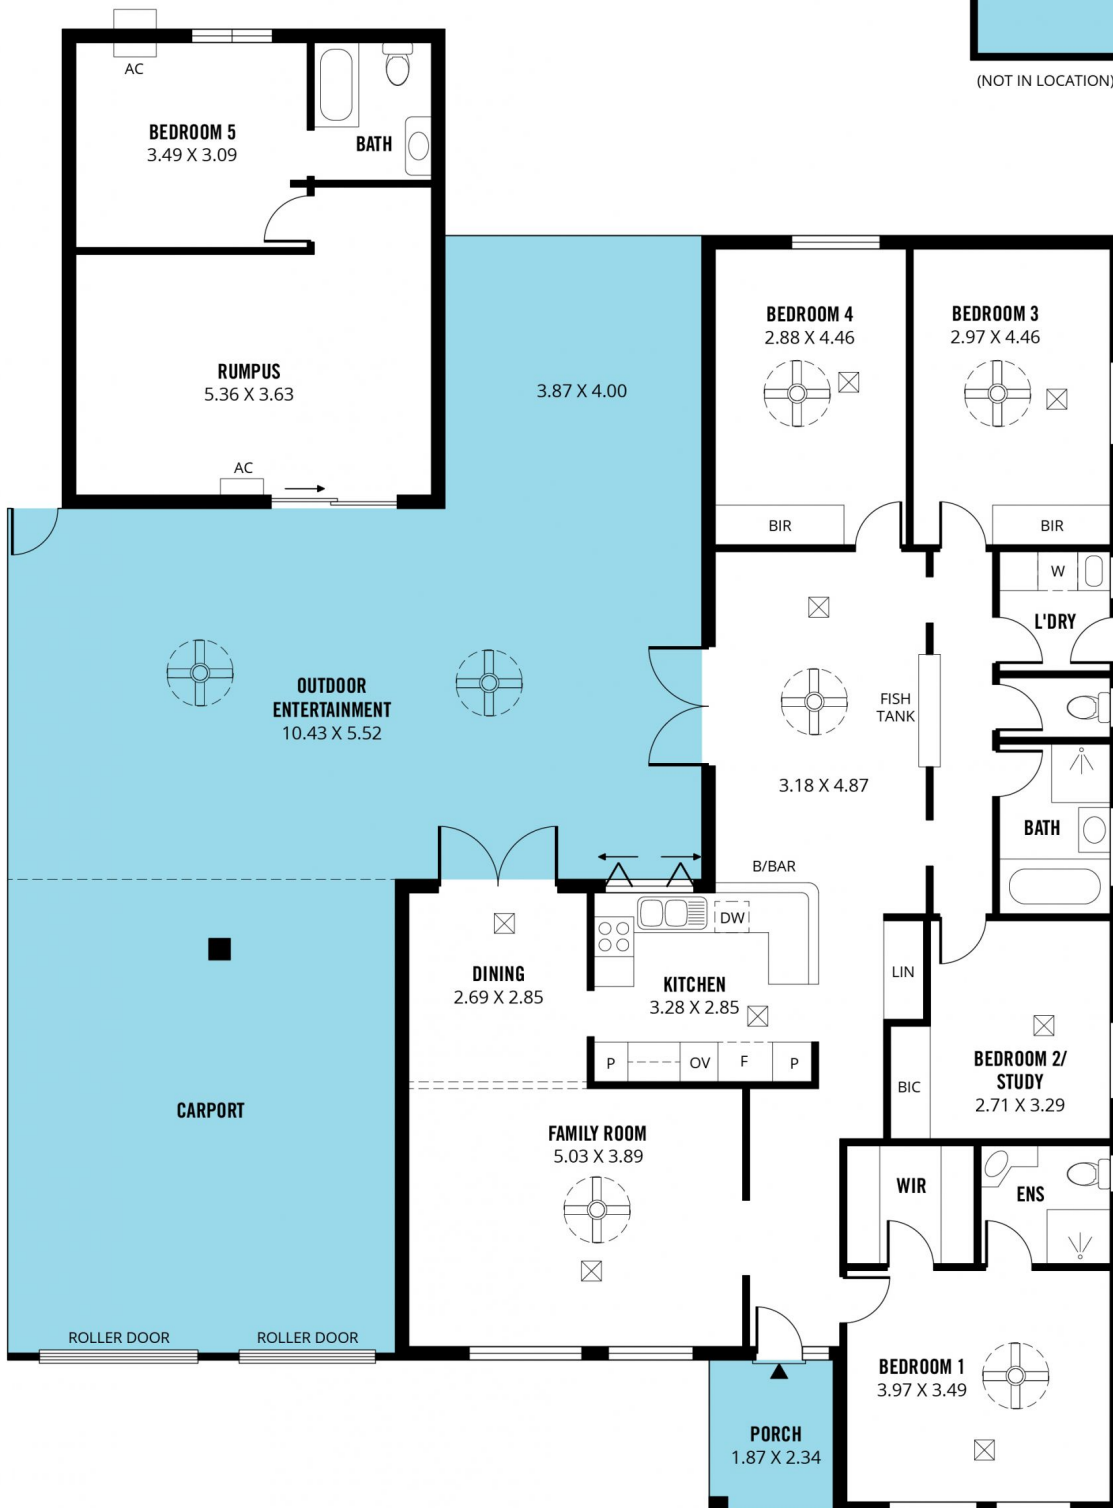 (NOT IN LOCATION)
AC
BEDROOM 5
3.49 X 3.09
BATH
RUMPUS
5.36 X 3.63
AC
3.87 X 4.00
BEDROOM 4
2.88 X 4.46
BIR
BEDROOM 3
2.97 X 4.46
BIR
W
L'DRY
OUTDOOR
ENTERTAINMENT
10.43 X 5.52
FISH
TANK
3.18 X 4.87
BATH
B/BAR
DW
DINING
2.69 X 2.85
KITCHEN
3.28 X 2.85
LIN
P
OV
F
P
BIC
BEDROOM 2/
STUDY
2.71 X 3.29
CARPORT
FAMILY ROOM
5.03 X 3.89
WIR
ENS
ROLLER DOOR
ROLLER DOOR
BEDROOM 1
3.97 X 3.49
PORCH
1.87 X 2.34